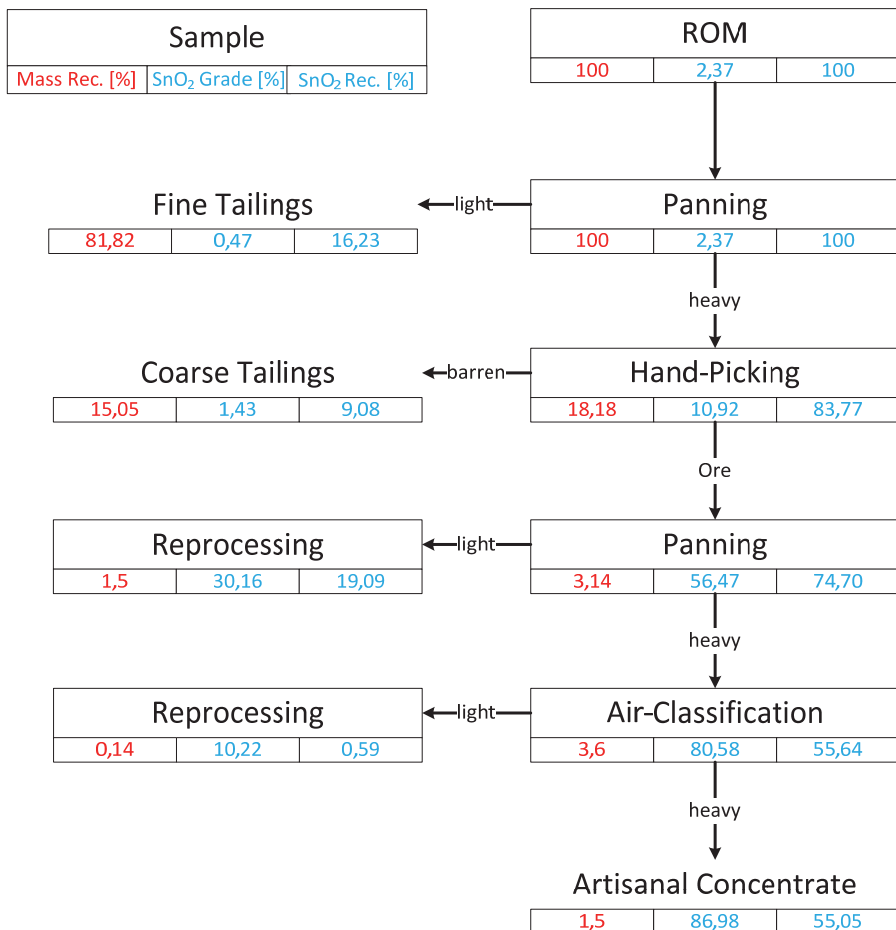 Sample
Mass Rec. [%] SnO₂ Grade [%] SnO₂ Rec. [%]
ROM
100 2,37 100
Fine Tailings
81,82 0,47 16,23
light
Panning
100 2,37 100
heavy
Coarse Tailings
15,05 1,43 9,08
barren
Hand-Picking
18,18 10,92 83,77
Ore
Reprocessing
1,5 30,16 19,09
light
Panning
3,14 56,47 74,70
heavy
Reprocessing
0,14 10,22 0,59
light
Air-Classification
3,6 80,58 55,64
heavy
Artisanal Concentrate
1,5 86,98 55,05